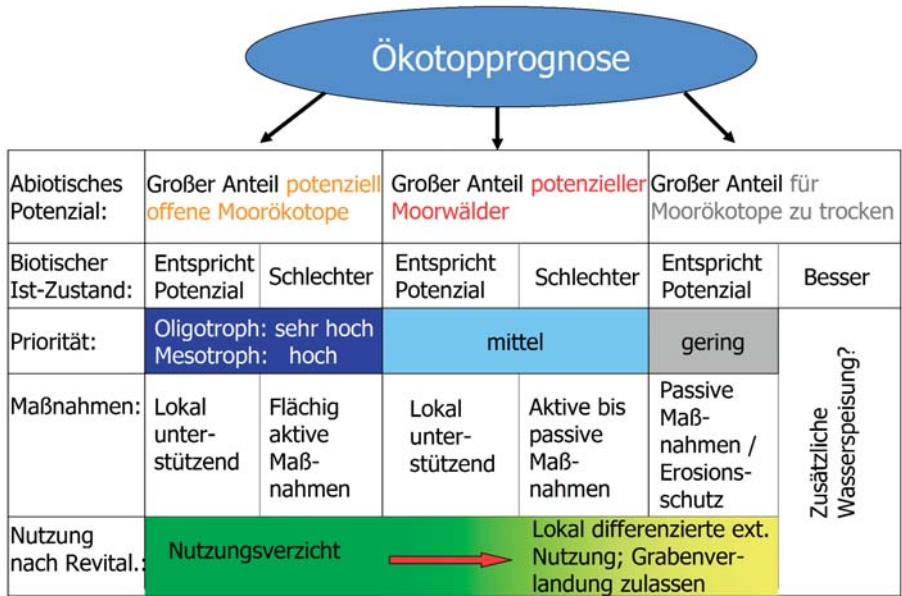 Ökotopprognose
Abiotisches
Potenzial:
Großer Anteil potenziell
offene Moorökotope
Großer Anteil potenzieller
Moorwälder
Großer Anteil für
Moorökotope zu trocken
Biotischer
Ist-Zustand:
Entspricht
Potenzial
Schlechter
Entspricht
Potenzial
Schlechter
Entspricht
Potenzial
Besser
Priorität:
Oligotroph: sehr hoch
Mesotroph: hoch
mittel
gering
Maßnahmen:
Lokal
unter-
stützend
Flächig
aktive
Maß-
nahmen
Lokal
unter-
stützend
Aktive bis
passive
Maß-
nahmen
Passive
Maß-
nahmen /
Erosions-
schutz
Zusätzliche
Wasserspeisung?
Nutzung
nach Revital.:
Nutzungsverzicht
Lokal differenzierte ext.
Nutzung; Grabenver-
landung zulassen